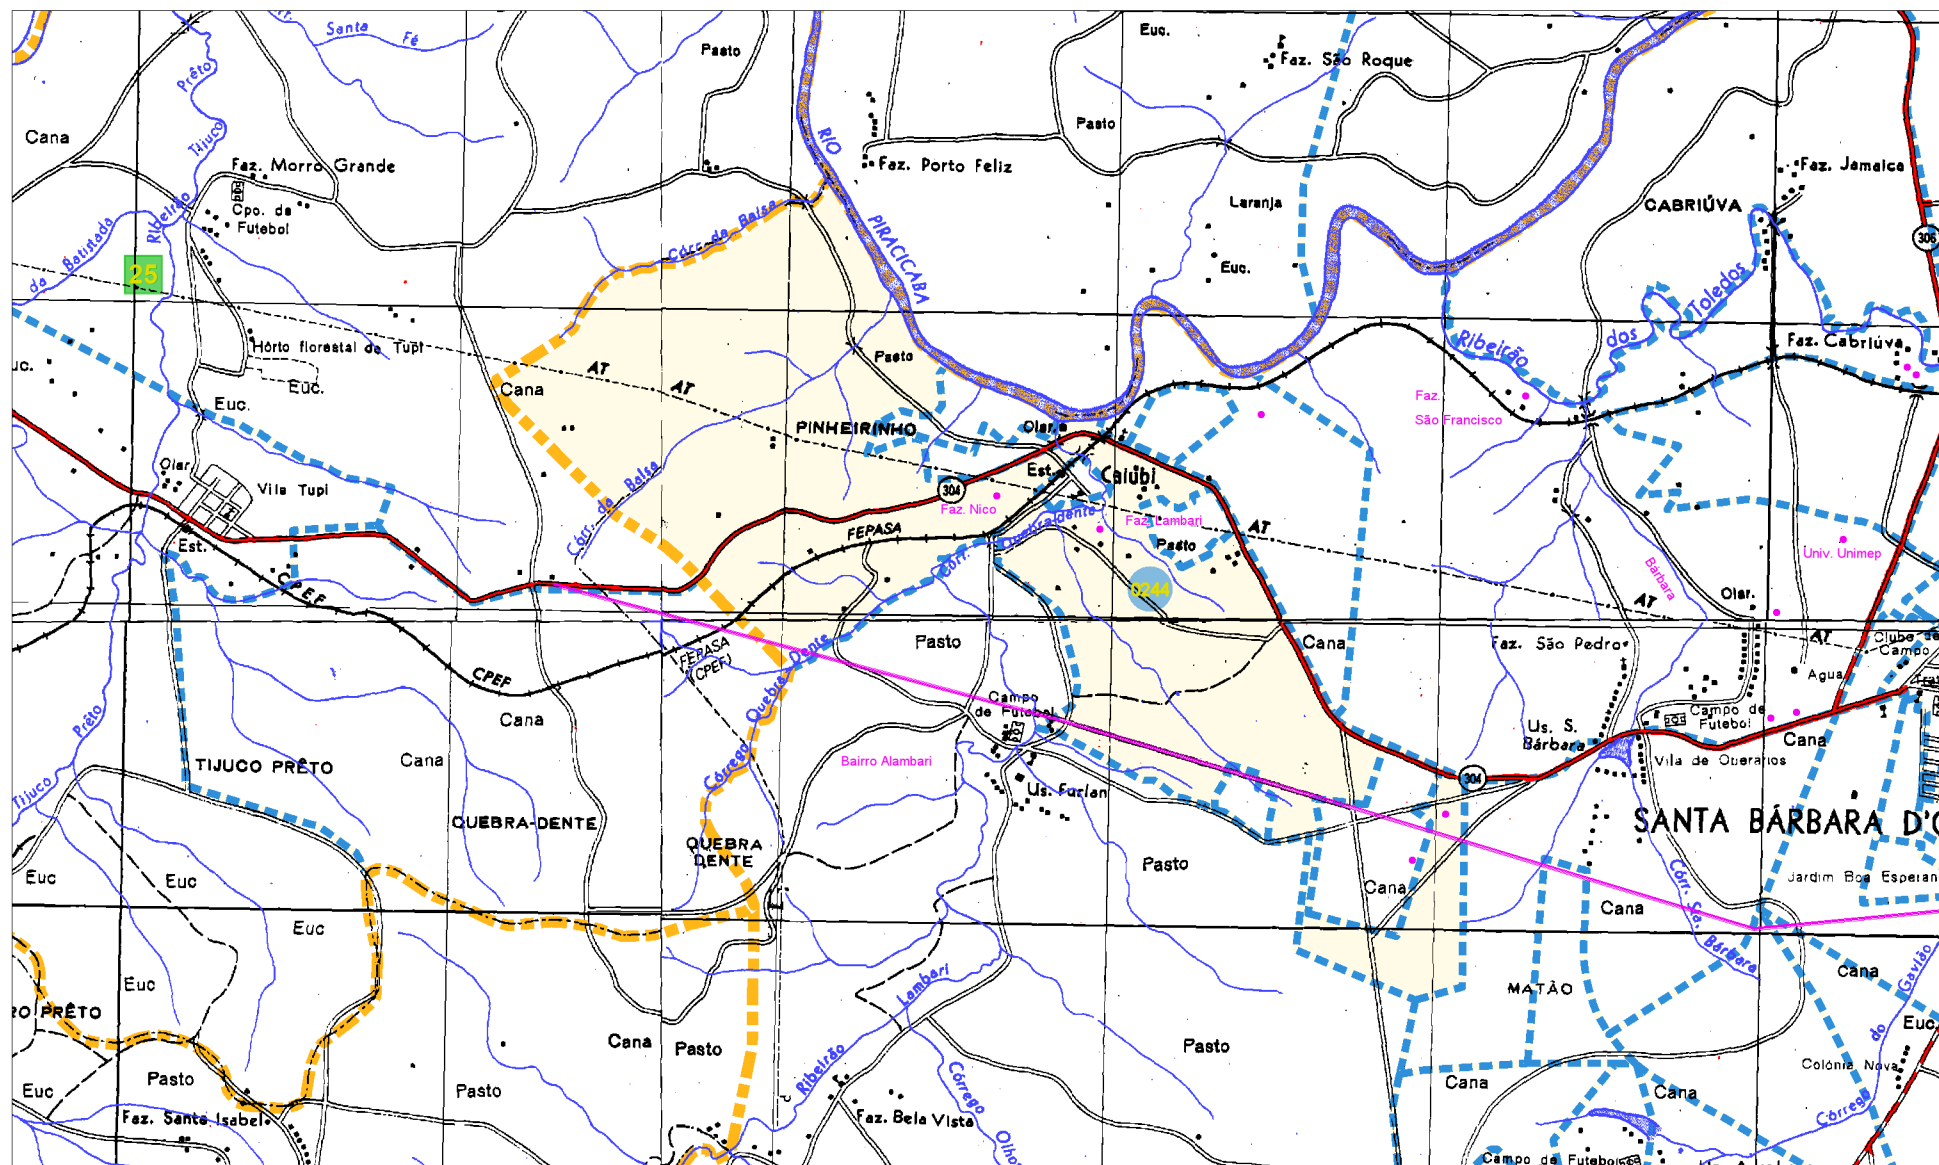 Santa Fé
Pasto
Euc.
Faz. São Roque
Prêto
Tijuco
Cana
Faz. Morro Grande
RIO
PIRACICABA
Faz. Porto Feliz
Pasto
Faz. Jamaica
Cpo. de
Futebol
Ribeirão
da Batistada
Córr. da Balsa
Laranja
CABRIÚVA
306
25
Euc.
Toledos
dos
Ribeirão
Faz. Cabriúva
Hôrto florestal de Tupi
Euc.
Euc.
AT
AT
Pasto
Cana
PINHEIRINHO
Olar.
Faz.
São Francisco
Olar.
Vila Tupi
Est.
Córr. da Balsa
304
Faz. Nico
Est.
Caiubi
Faz. Lambari
Pasto
AT
FEPASA
Córr. Quebra-dente
Univ. Unimep
Bárbara
0244
Est.
CPEF
AT
Olar.
AT
Clube de
Campo
FEPASA
(CPEF)
Pasto
Cana
Faz. São Pedro
Agua
CPEF
Cana
Córrego Quebra-Dente
Campo
de Futebol
Us. S.
Bárbara
Campo de
Futebol
Cana
Prêto
Tijuco
TIJUCO PRÊTO
Cana
Bairro Alambari
Us. Furlan
304
Vila de Operarios
QUEBRA-DENTE
QUEBRA
DENTE
SANTA BÁRBARA D'O
Pasto
Euc
Euc
Cana
Jardim Boa Esperan
Euc
Cana
Córr. Sta. Bárbara
Euc
Lambari
Ribeirão
MATÃO
Cana
Gavião
do
Córrego
RO PRÊTO
Cana
Pasto
Pasto
Euc.
Euc
Pasto
Pasto
Cana
Cana
Colônia Nova
Faz. Santa Isabel
Faz. Bela Vista
Córrego
Olho
Campo de Futebol